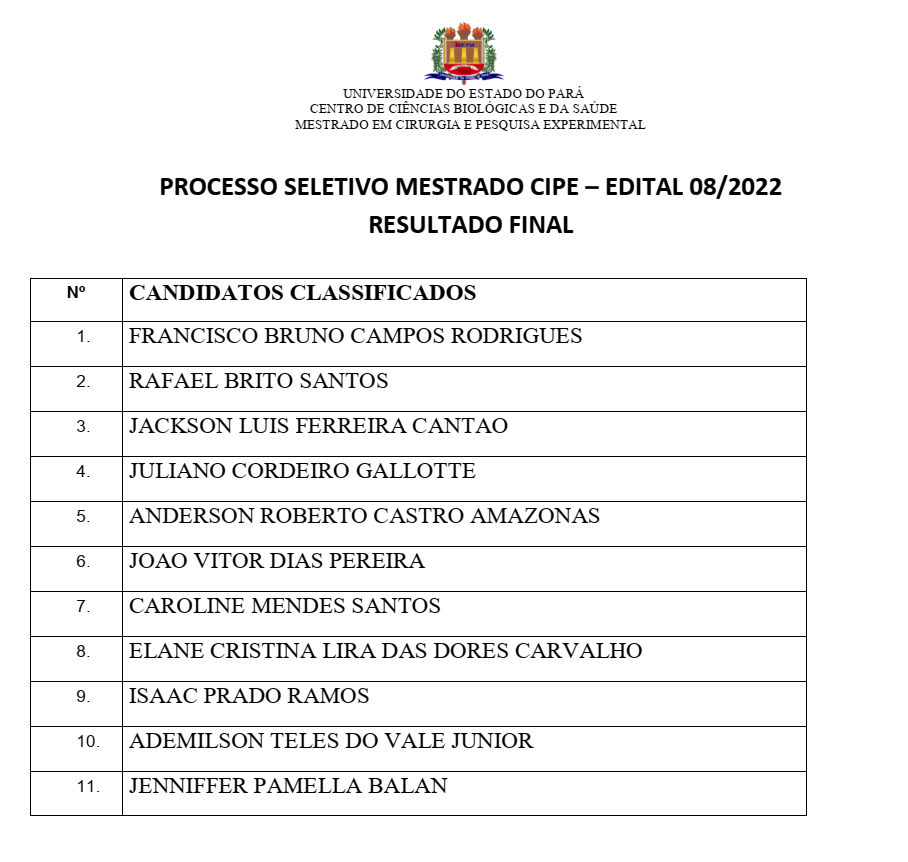 UNIVERSIDADE DO ESTADO DO PARÁ
CENTRO DE CIÊNCIAS BIOLÓGICAS E DA SAÚDE
MESTRADO EM CIRURGIA E PESQUISA EXPERIMENTAL
PROCESSO SELETIVO MESTRADO CIPE – EDITAL 08/2022
RESULTADO FINAL
Nº CANDIDATOS CLASSIFICADOS
1. FRANCISCO BRUNO CAMPOS RODRIGUES
2. RAFAEL BRITO SANTOS
3. JACKSON LUIS FERREIRA CANTAO
4. JULIANO CORDEIRO GALLOTTE
5. ANDERSON ROBERTO CASTRO AMAZONAS
6. JOAO VITOR DIAS PEREIRA
7. CAROLINE MENDES SANTOS
8. ELANE CRISTINA LIRA DAS DORES CARVALHO
9. ISAAC PRADO RAMOS
10. ADEMILSON TELES DO VALE JUNIOR
11. JENNIFFER PAMELLA BALAN